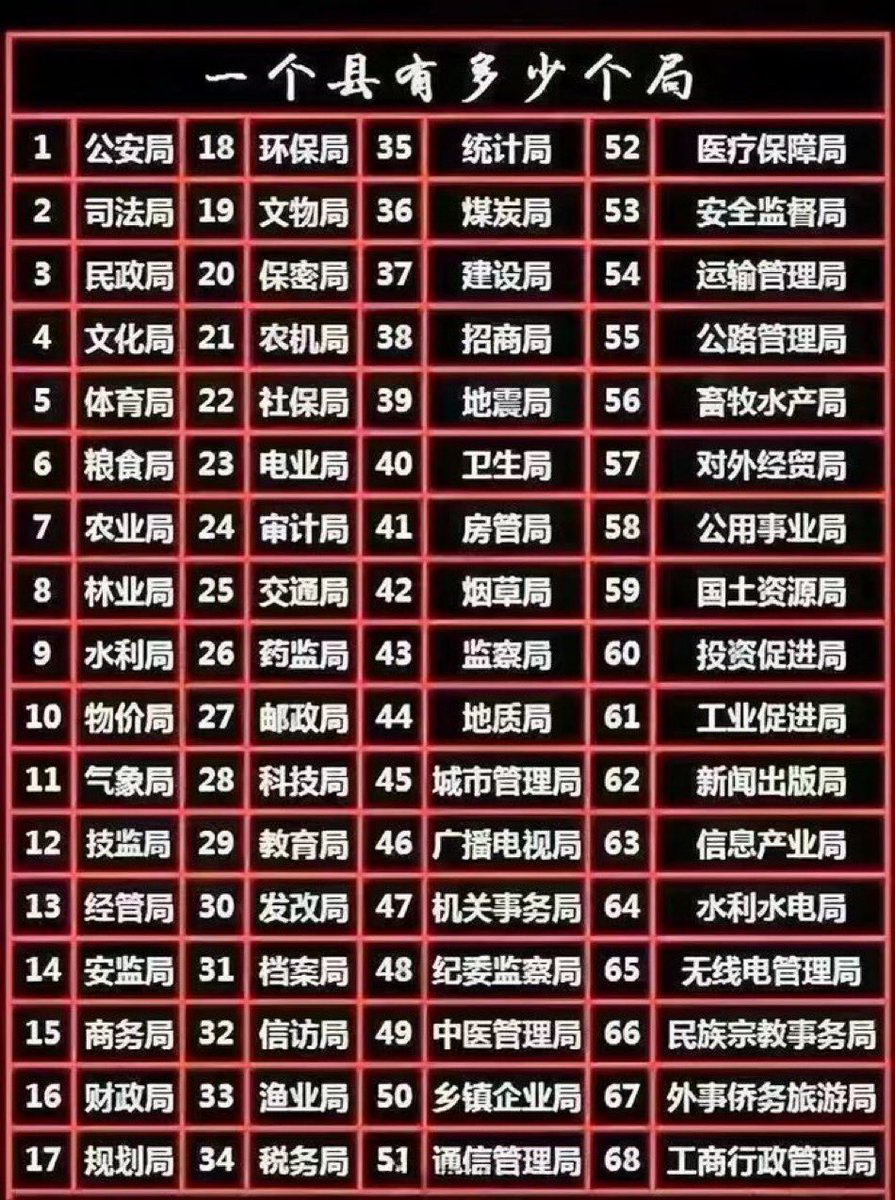 一个县有多少个局
1 公安局 18 环保局 35 统计局 52 医疗保障局
2 司法局 19 文物局 36 煤炭局 53 安全监督局
3 民政局 20 保密局 37 建设局 54 运输管理局
4 文化局 21 农机局 38 招商局 55 公路管理局
5 体育局 22 社保局 39 地震局 56 畜牧水产局
6 粮食局 23 电业局 40 卫生局 57 对外经贸局
7 农业局 24 审计局 41 房管局 58 公用事业局
8 林业局 25 交通局 42 烟草局 59 国土资源局
9 水利局 26 药监局 43 监察局 60 投资促进局
10 物价局 27 邮政局 44 地质局 61 工业促进局
11 气象局 28 科技局 45 城市管理局 62 新闻出版局
12 技监局 29 教育局 46 广播电视局 63 信息产业局
13 经管局 30 发改局 47 机关事务局 64 水利水电局
14 安监局 31 档案局 48 纪委监察局 65 无线电管理局
15 商务局 32 信访局 49 中医管理局 66 民族宗教事务局
16 财政局 33 渔业局 50 乡镇企业局 67 外事侨务旅游局
17 规划局 34 税务局 51 通信管理局 68 工商行政管理局